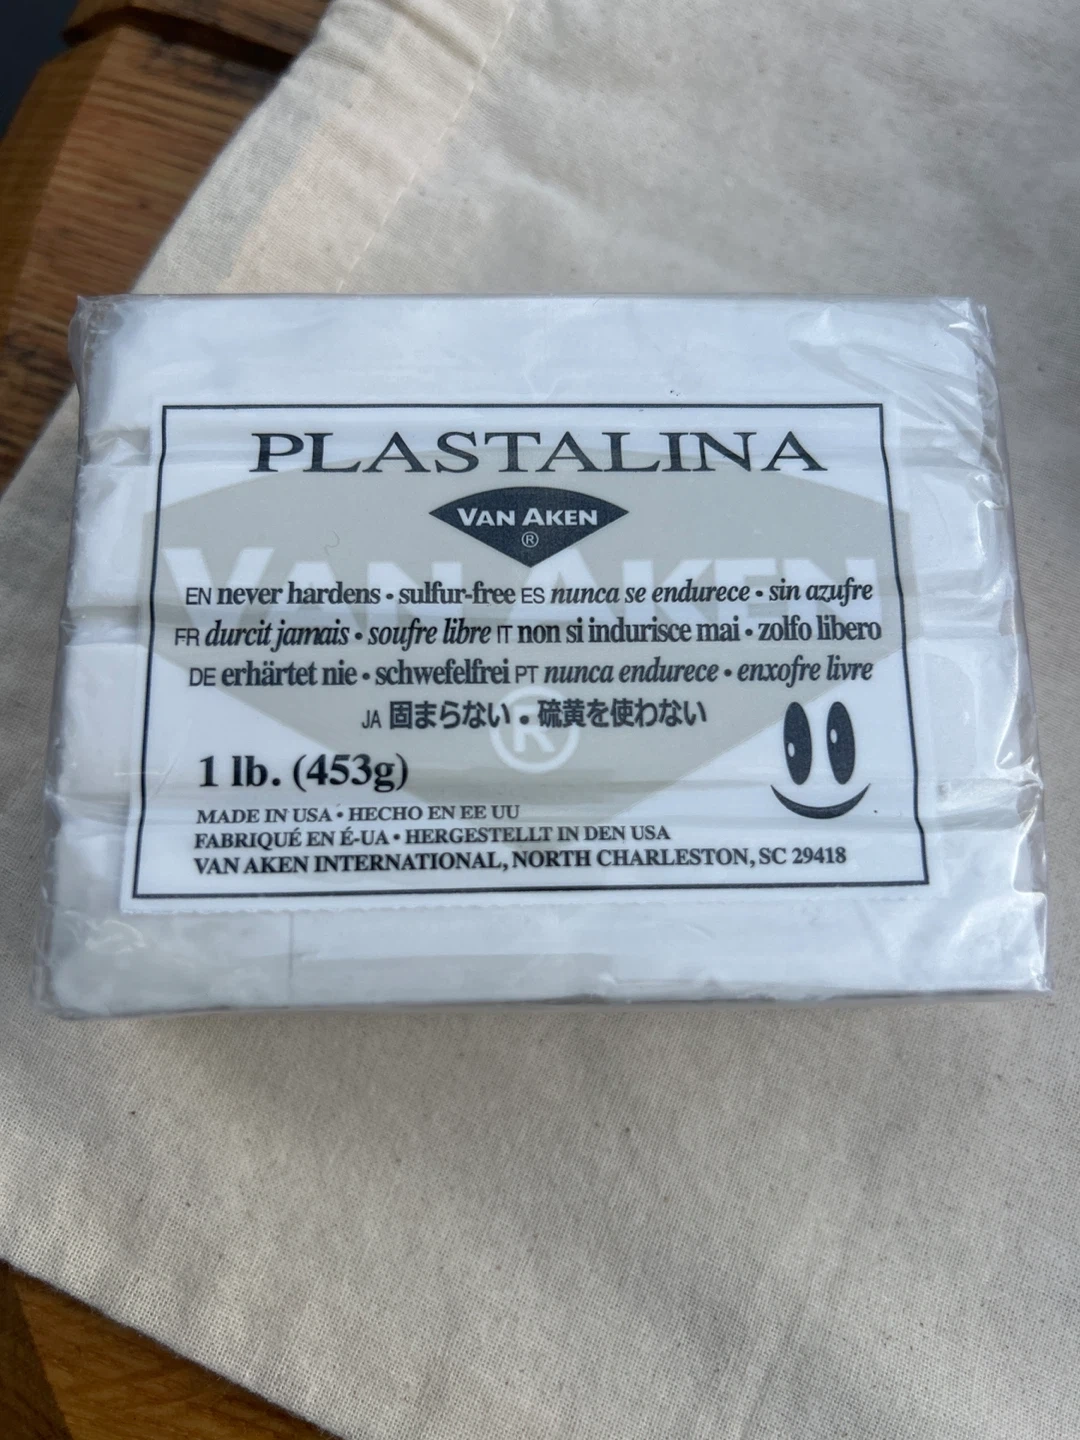 PLASTALINA
VAN AKEN
®
VAN AKEN
®
EN never hardens • sulfur-free ES nunca se endurece • sin azufre
FR durcit jamais • soufre libre IT non si indurisce mai • zolfo libero
DE erhärtet nie • schwefelfrei PT nunca endurece • enxofre livre
JA 固まらない • 硫黄を使わない
1 lb. (453g)
MADE IN USA • HECHO EN EE UU
FABRIQUÉ EN É-UA • HERGESTELLT IN DEN USA
VAN AKEN INTERNATIONAL, NORTH CHARLESTON, SC 29418